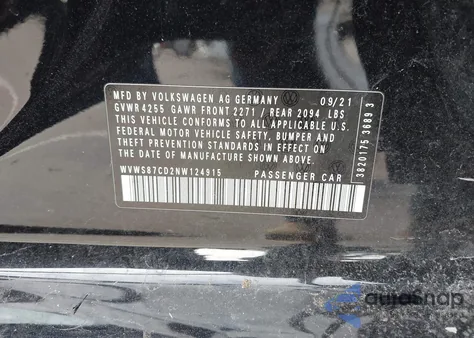 MFD BY VOLKSWAGEN AG GERMANY 09/21
GVWR 4255 GAWR FRONT 2271 / REAR 2094 LBS
THIS VEHICLE CONFORMS TO ALL APPLICABLE U.S.
FEDERAL MOTOR VEHICLE SAFETY, BUMPER AND
THEFT PREVENTION STANDARDS IN EFFECT ON
THE DATE OF MANUFACTURE SHOWN ABOVE
WVWS87CD2NW124915 PASSENGER CAR
3820175 3689 3
autoSnap